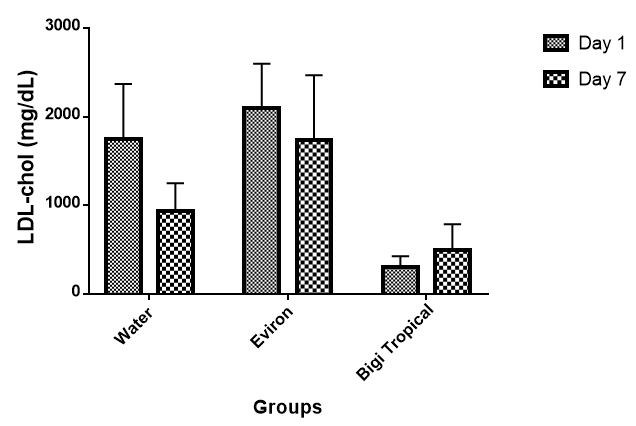 3000
2000
1000
0
LDL-chol (mg/dL)
Water
Eviron
Bigi Tropical
Groups
Day 1
Day 7